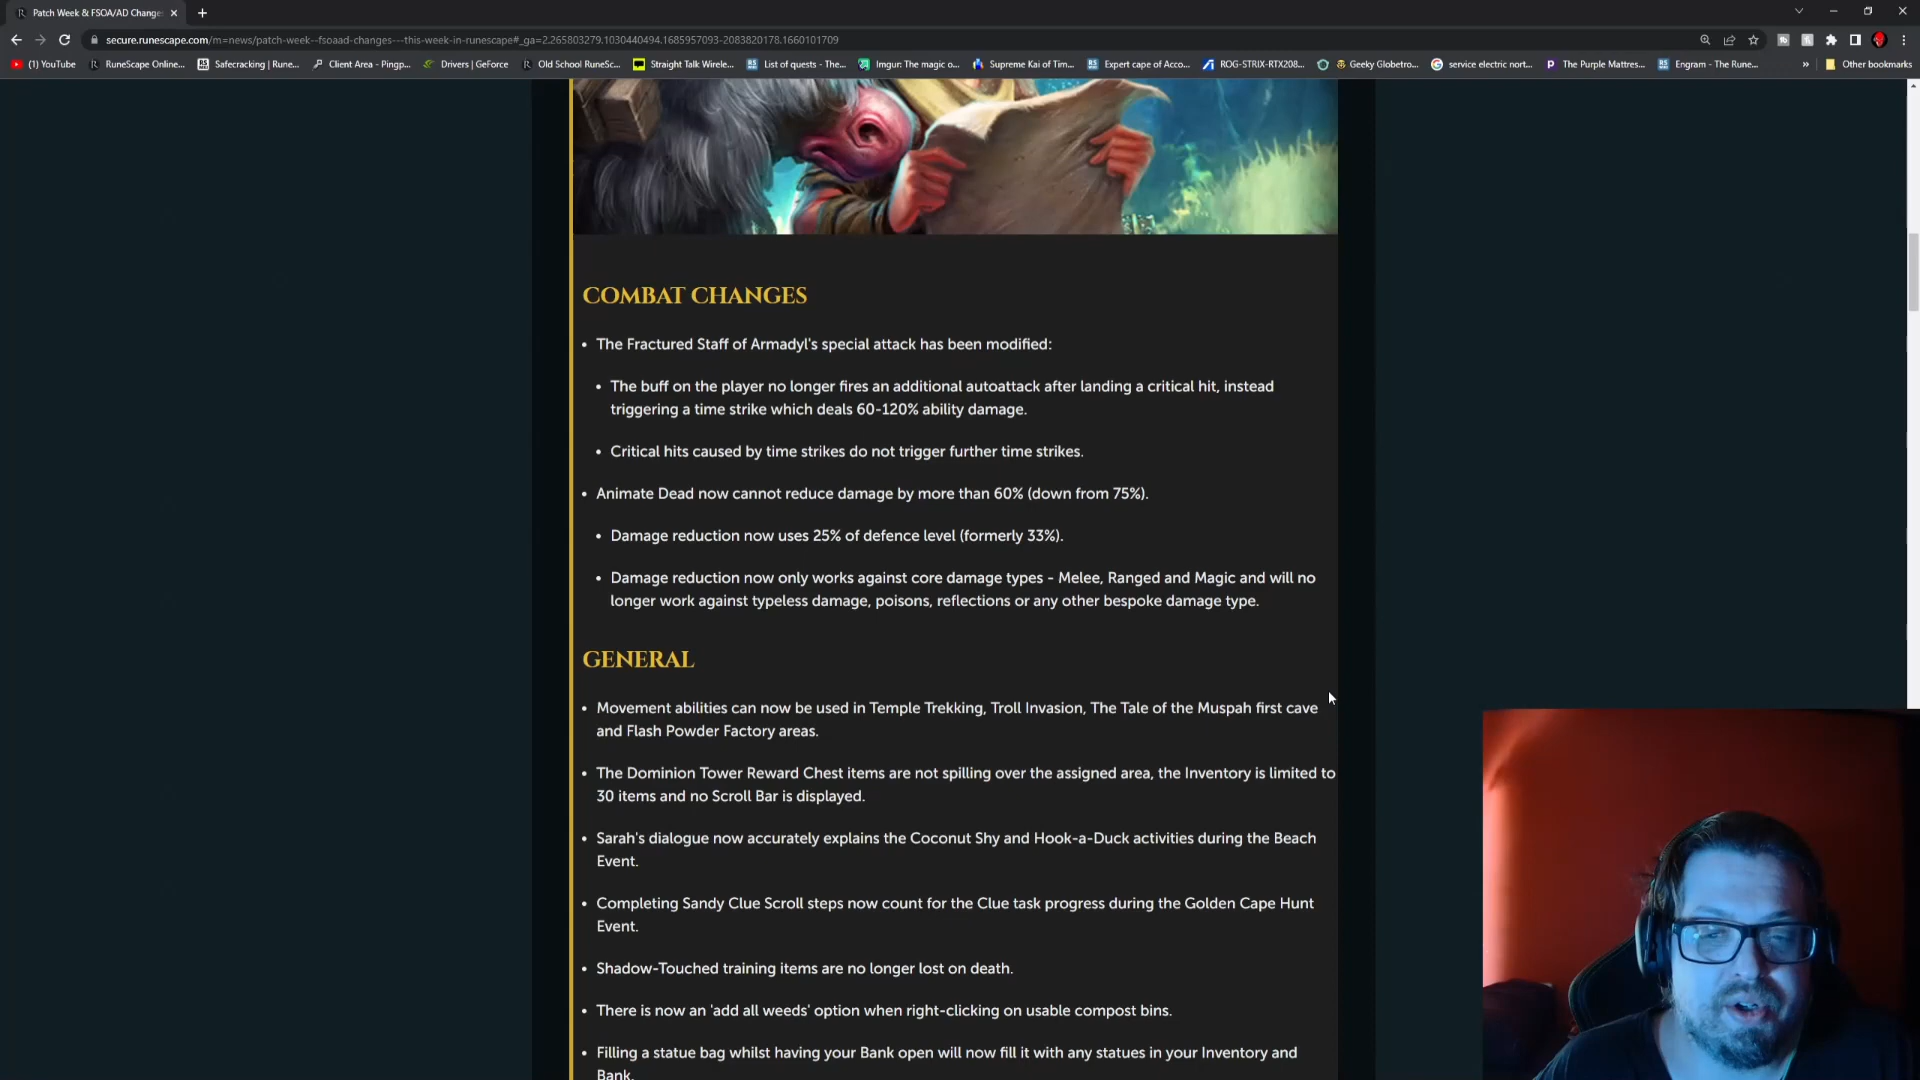 Patch Week & FSOA/AD Change
secure.runescape.com/m=news/patch-week--fsoaad-changes---this-week-in-runescape#_ga=2.265803279.1030440494.1685957093-2083820178.1660101709
(1) YouTube
RuneScape Online...
Safecracking | Rune...
Client Area - Pingp...
Drivers | GeForce
Old School RuneSc...
Straight Talk Wirele...
List of quests - The...
Imgur: The magic o...
Supreme Kai of Tim...
Expert cape of Acco...
ROG-STRIX-RTX208...
Geeky Globetro...
service electric nort...
The Purple Mattres...
Engram - The Rune...
»
Other bookmarks
COMBAT CHANGES
• The Fractured Staff of Armadyl's special attack has been modified:
• The buff on the player no longer fires an additional autoattack after landing a critical hit, instead
triggering a time strike which deals 60-120% ability damage.
• Critical hits caused by time strikes do not trigger further time strikes.
• Animate Dead now cannot reduce damage by more than 60% (down from 75%).
• Damage reduction now uses 25% of defence level (formerly 33%).
• Damage reduction now only works against core damage types - Melee, Ranged and Magic and will no
longer work against typeless damage, poisons, reflections or any other bespoke damage type.
GENERAL
• Movement abilities can now be used in Temple Trekking, Troll Invasion, The Tale of the Muspah first cave
and Flash Powder Factory areas.
• The Dominion Tower Reward Chest items are not spilling over the assigned area, the Inventory is limited to
30 items and no Scroll Bar is displayed.
• Sarah's dialogue now accurately explains the Coconut Shy and Hook-a-Duck activities during the Beach
Event.
• Completing Sandy Clue Scroll steps now count for the Clue task progress during the Golden Cape Hunt
Event.
• Shadow-Touched training items are no longer lost on death.
• There is now an 'add all weeds' option when right-clicking on usable compost bins.
• Filling a statue bag whilst having your Bank open will now fill it with any statues in your Inventory and
Bank.